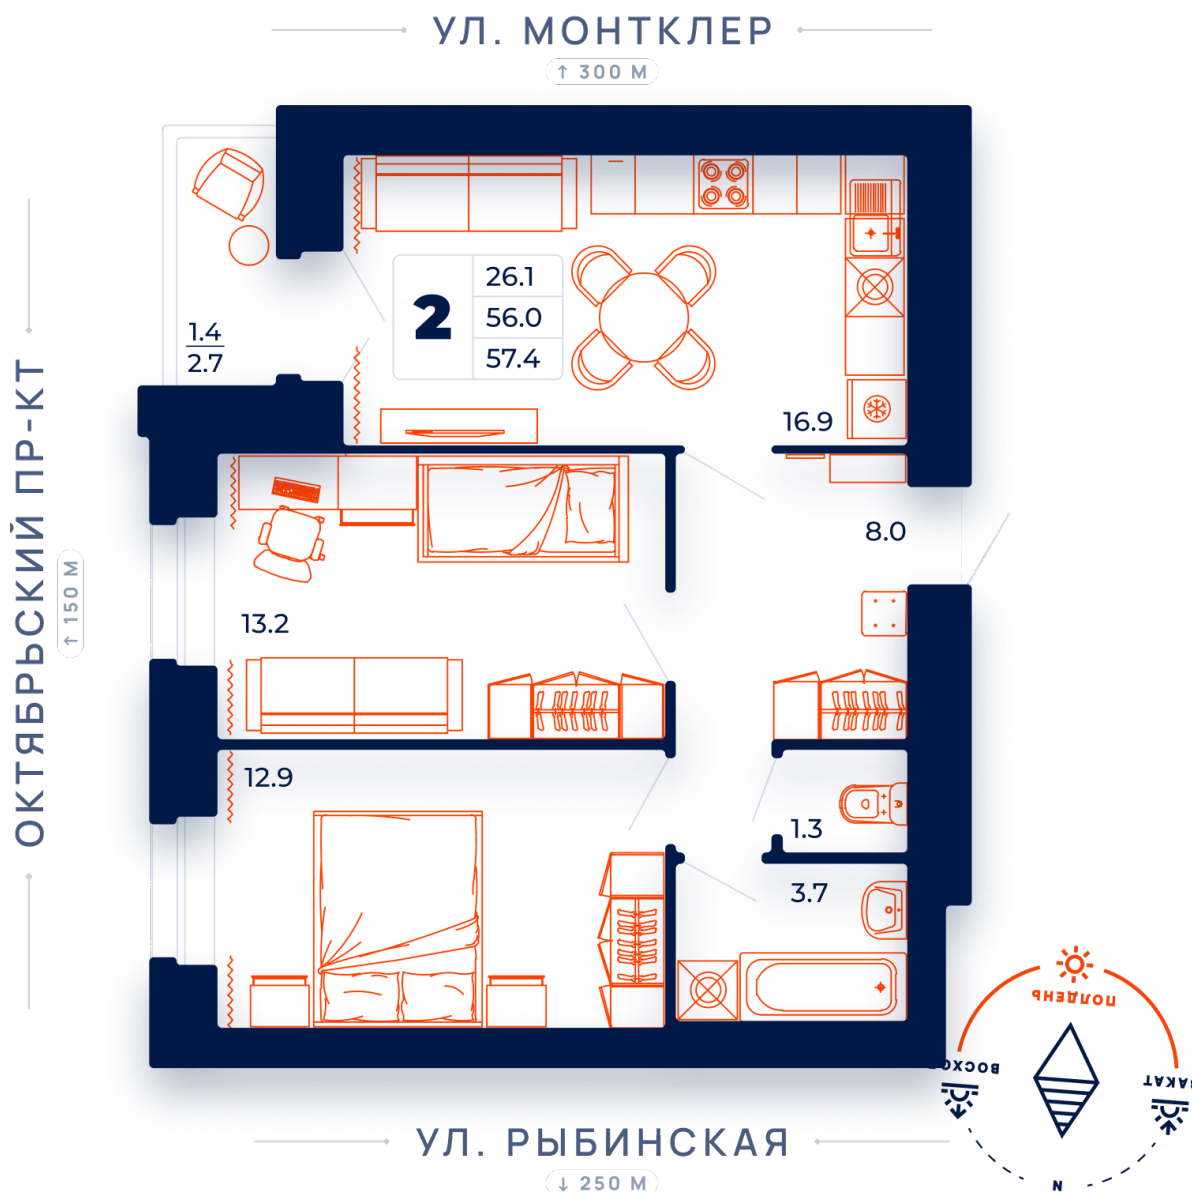 УЛ. МОНТКЛЕР
↑ 300 М
ОКТЯБРЬСКИЙ ПР-КТ
↑ 150 М
2
26.1
56.0
57.4
1.4
2.7
16.9
8.0
13.2
12.9
1.3
3.7
ПОЛДЕНЬ
ВОСХОД
ЗАКАТ
N
УЛ. РЫБИНСКАЯ
↓ 250 М